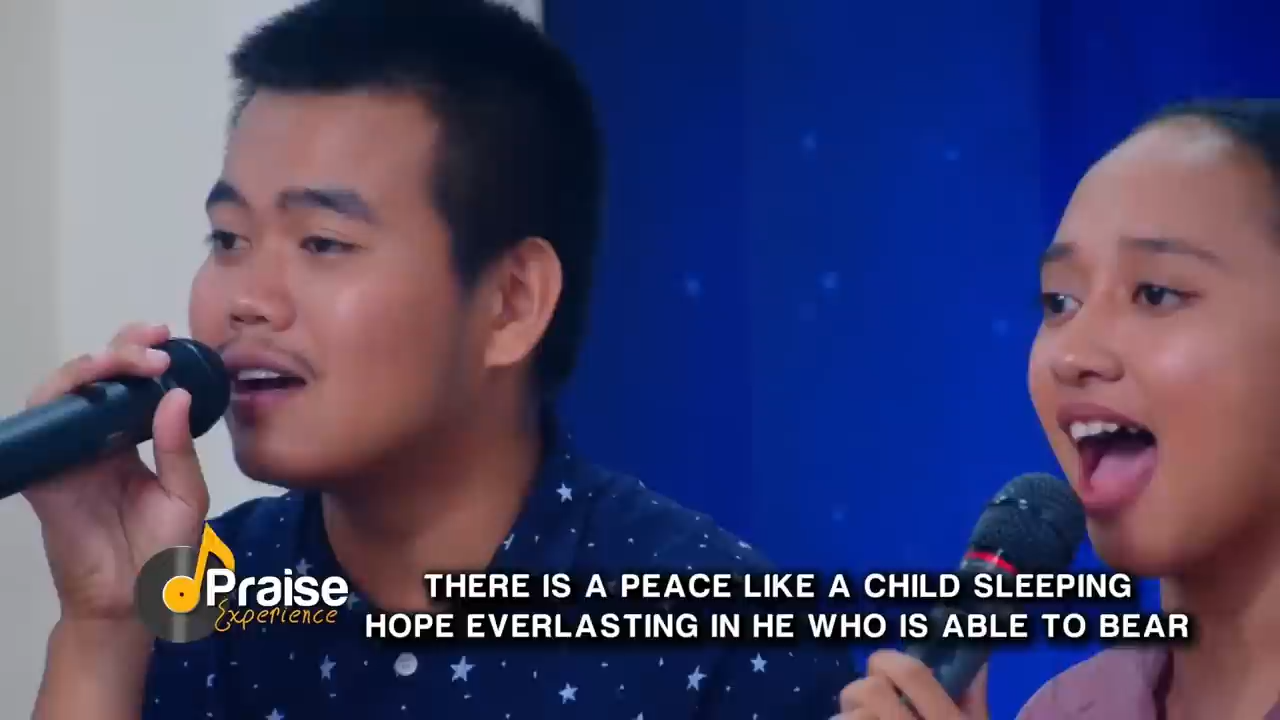 Praise
Experience
THERE IS A PEACE LIKE A CHILD SLEEPING
HOPE EVERLASTING IN HE WHO IS ABLE TO BEAR